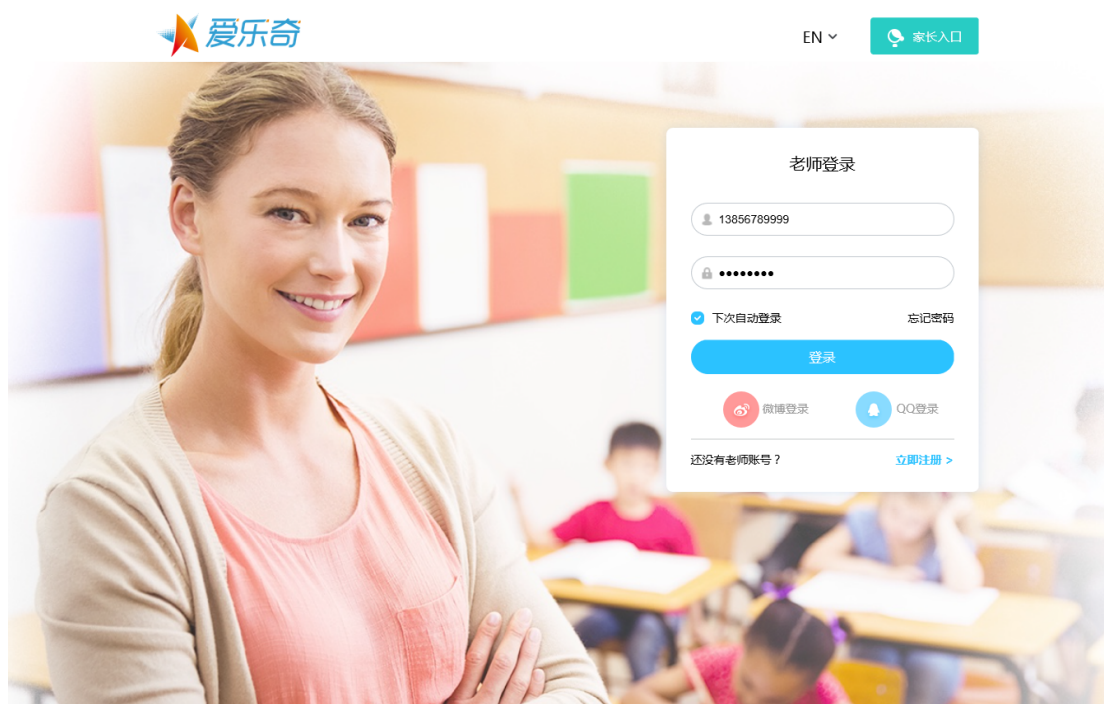 爱乐奇
EN
家长入口
老师登录
13856789999
••••••••
下次自动登录
忘记密码
登录
微博登录
QQ登录
还没有老师账号？
立即注册 >